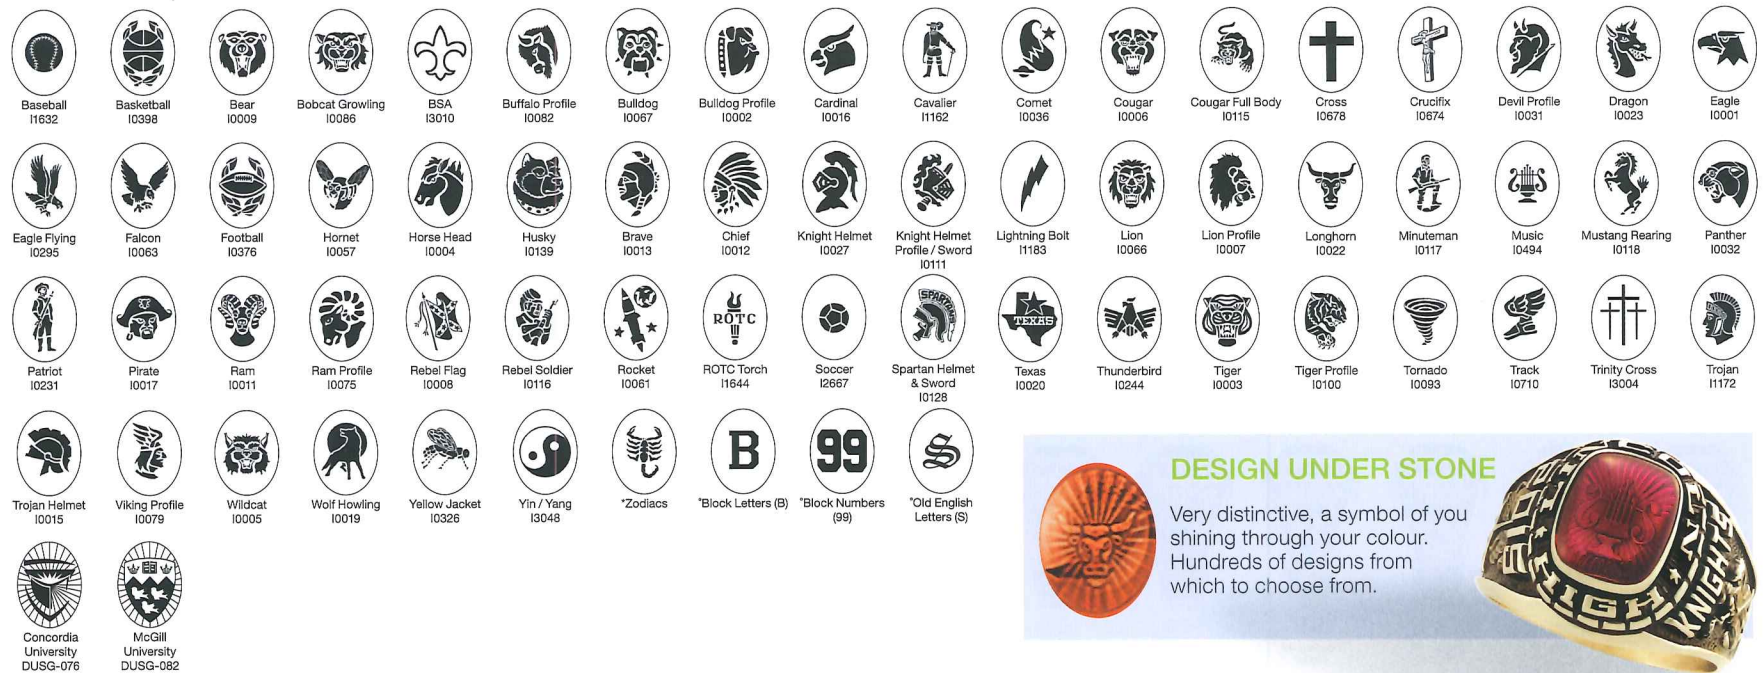 Baseball
I1632
Basketball
I0398
Bear
I0009
Bobcat Growling
I0086
BSA
I3010
Buffalo Profile
I0082
Bulldog
I0067
Bulldog Profile
I0002
Cardinal
I0016
Cavalier
I1162
Comet
I0036
Cougar
I0006
Cougar Full Body
I0115
Cross
I0678
Crucifix
I0674
Devil Profile
I0031
Dragon
I0023
Eagle
I0001
Eagle Flying
I0295
Falcon
I0063
Football
I0376
Hornet
I0057
Horse Head
I0004
Husky
I0139
Brave
I0013
Chief
I0012
Knight Helmet
I0027
Knight Helmet
Profile / Sword
I0111
Lightning Bolt
I1183
Lion
I0066
Lion Profile
I0007
Longhorn
I0022
Minuteman
I0117
Music
I0494
Mustang Rearing
I0118
Panther
I0032
Patriot
I0231
Pirate
I0017
Ram
I0011
Ram Profile
I0075
Rebel Flag
I0008
Rebel Soldier
I0116
Rocket
I0061
ROTC
ROTC Torch
I1644
Soccer
I2667
SPARTA
Spartan Helmet
& Sword
I0128
TEXAS
Texas
I0020
Thunderbird
I0244
Tiger
I0003
Tiger Profile
I0100
Tornado
I0093
Track
I0710
Trinity Cross
I3004
Trojan
I1172
Trojan Helmet
I0015
Viking Profile
I0079
Wildcat
I0005
Wolf Howling
I0019
Yellow Jacket
I0326
Yin / Yang
I3048
*Zodiacs
B
*Block Letters (B)
99
*Block Numbers
(99)
S
*Old English
Letters (S)
Concordia
University
DUSG-076
McGill
University
DUSG-082
DESIGN UNDER STONE
Very distinctive, a symbol of you
shining through your colour.
Hundreds of designs from
which to choose from.
HIGH
KNIGHTS